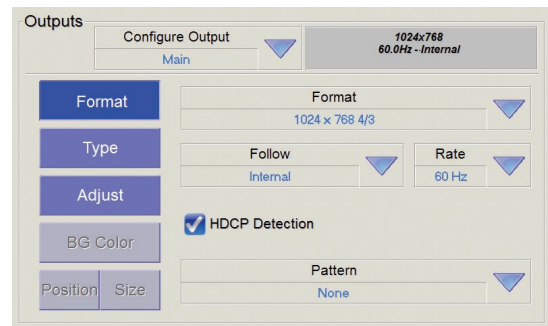 Outputs
Configure Output
Main
1024x768
60.0Hz - Internal
Format
Type
Adjust
BG Color
Position Size
Format
1024 x 768 4/3
Follow
Internal
Rate
60 Hz
HDCP Detection
Pattern
None